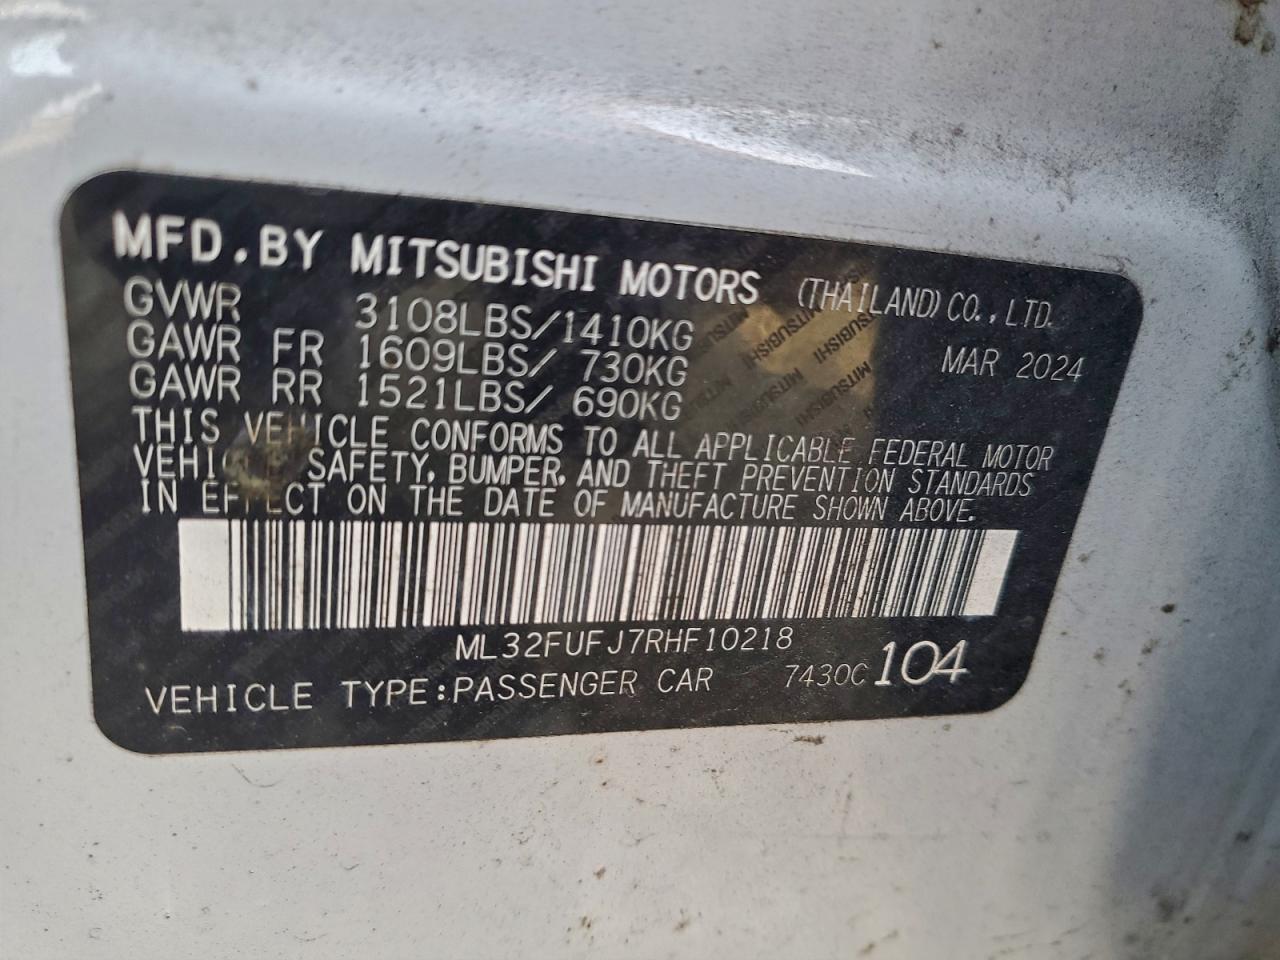 MFD.BY MITSUBISHI MOTORS (THAILAND)CO.,LTD.
GVWR 3108LBS/1410KG
GAWR FR 1609LBS/ 730KG MAR 2024
GAWR RR 1521LBS/ 690KG
THIS VEHICLE CONFORMS TO ALL APPLICABLE FEDERAL MOTOR
VEHICLE SAFETY, BUMPER, AND THEFT PREVENTION STANDARDS
IN EFFECT ON THE DATE OF MANUFACTURE SHOWN ABOVE.
ML32FUFJ7RHF10218
VEHICLE TYPE:PASSENGER CAR 7430C 104